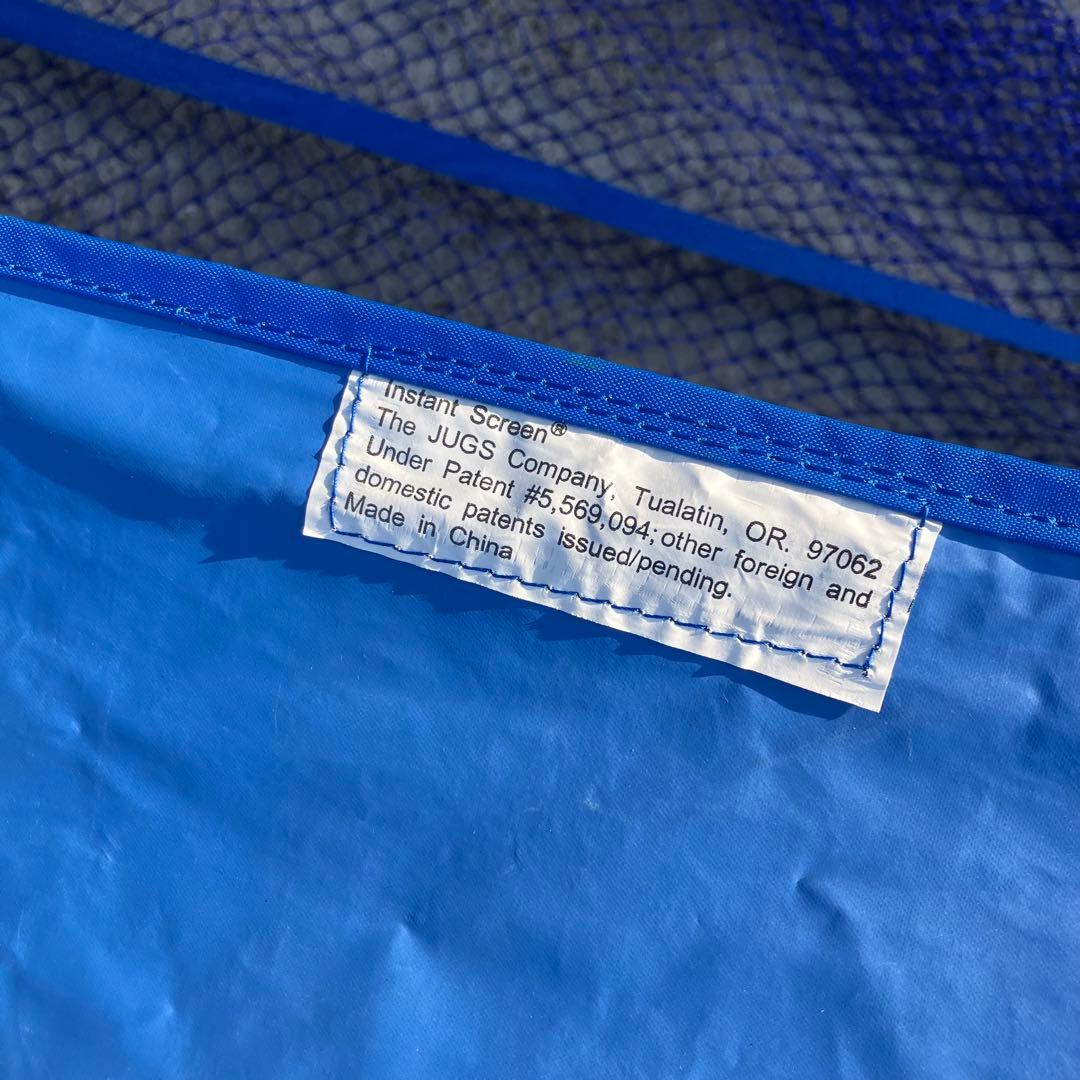 Instant Screen®
The JUGS Company, Tualatin, OR. 97062
Under Patent #5,569,094; other foreign and
domestic patents issued/pending.
Made in China